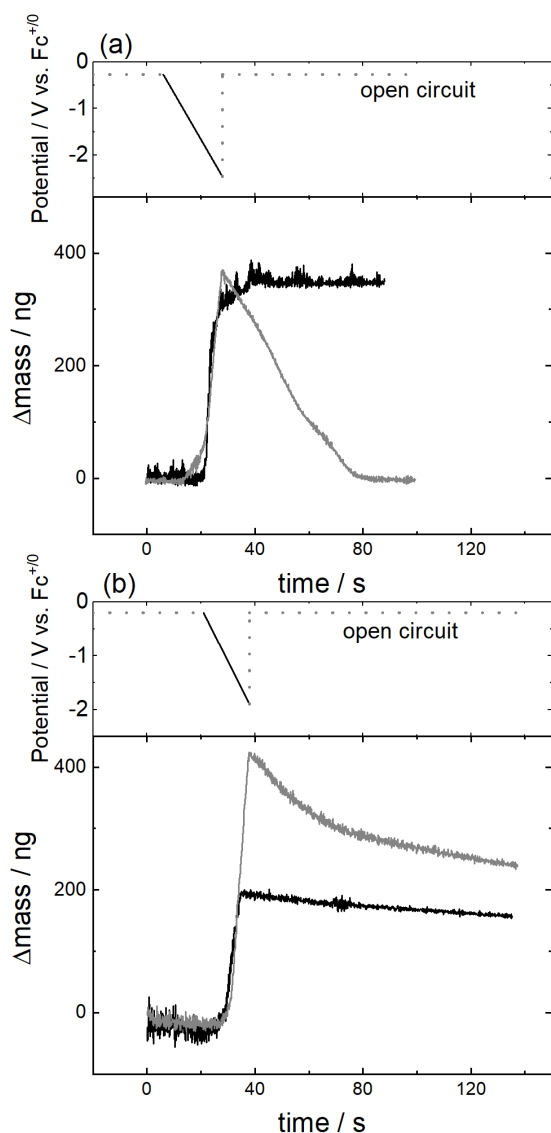 (a)
Potential / V vs. Fc+/0
0
-1
-2
open circuit
Δmass / ng
400
200
0
0 40 80 120
time / s
(b)
Potential / V vs. Fc+/0
0
-1
-2
open circuit
Δmass / ng
400
200
0
0 40 80 120
time / s